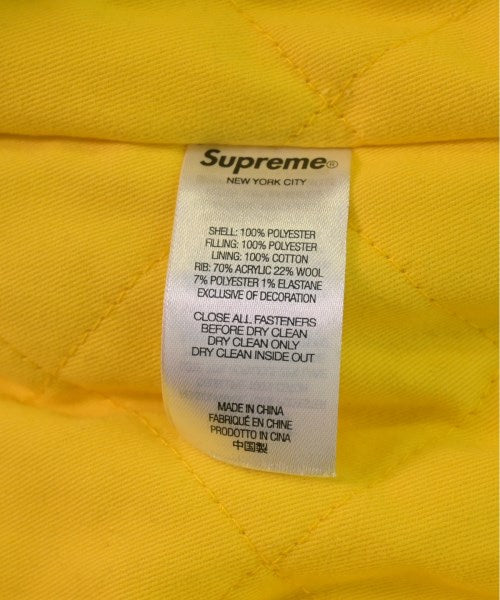 Supreme®
NEW YORK CITY
SHELL: 100% POLYESTER
FILLING: 100% POLYESTER
LINING: 100% COTTON
RIB: 70% ACRYLIC 22% WOOL
7% POLYESTER 1% ELASTANE
EXCLUSIVE OF DECORATION
CLOSE ALL FASTENERS
BEFORE DRY CLEAN
DRY CLEAN ONLY
DRY CLEAN INSIDE OUT
MADE IN CHINA
FABRIQUÉ EN CHINE
PRODOTTO IN CINA
中国製